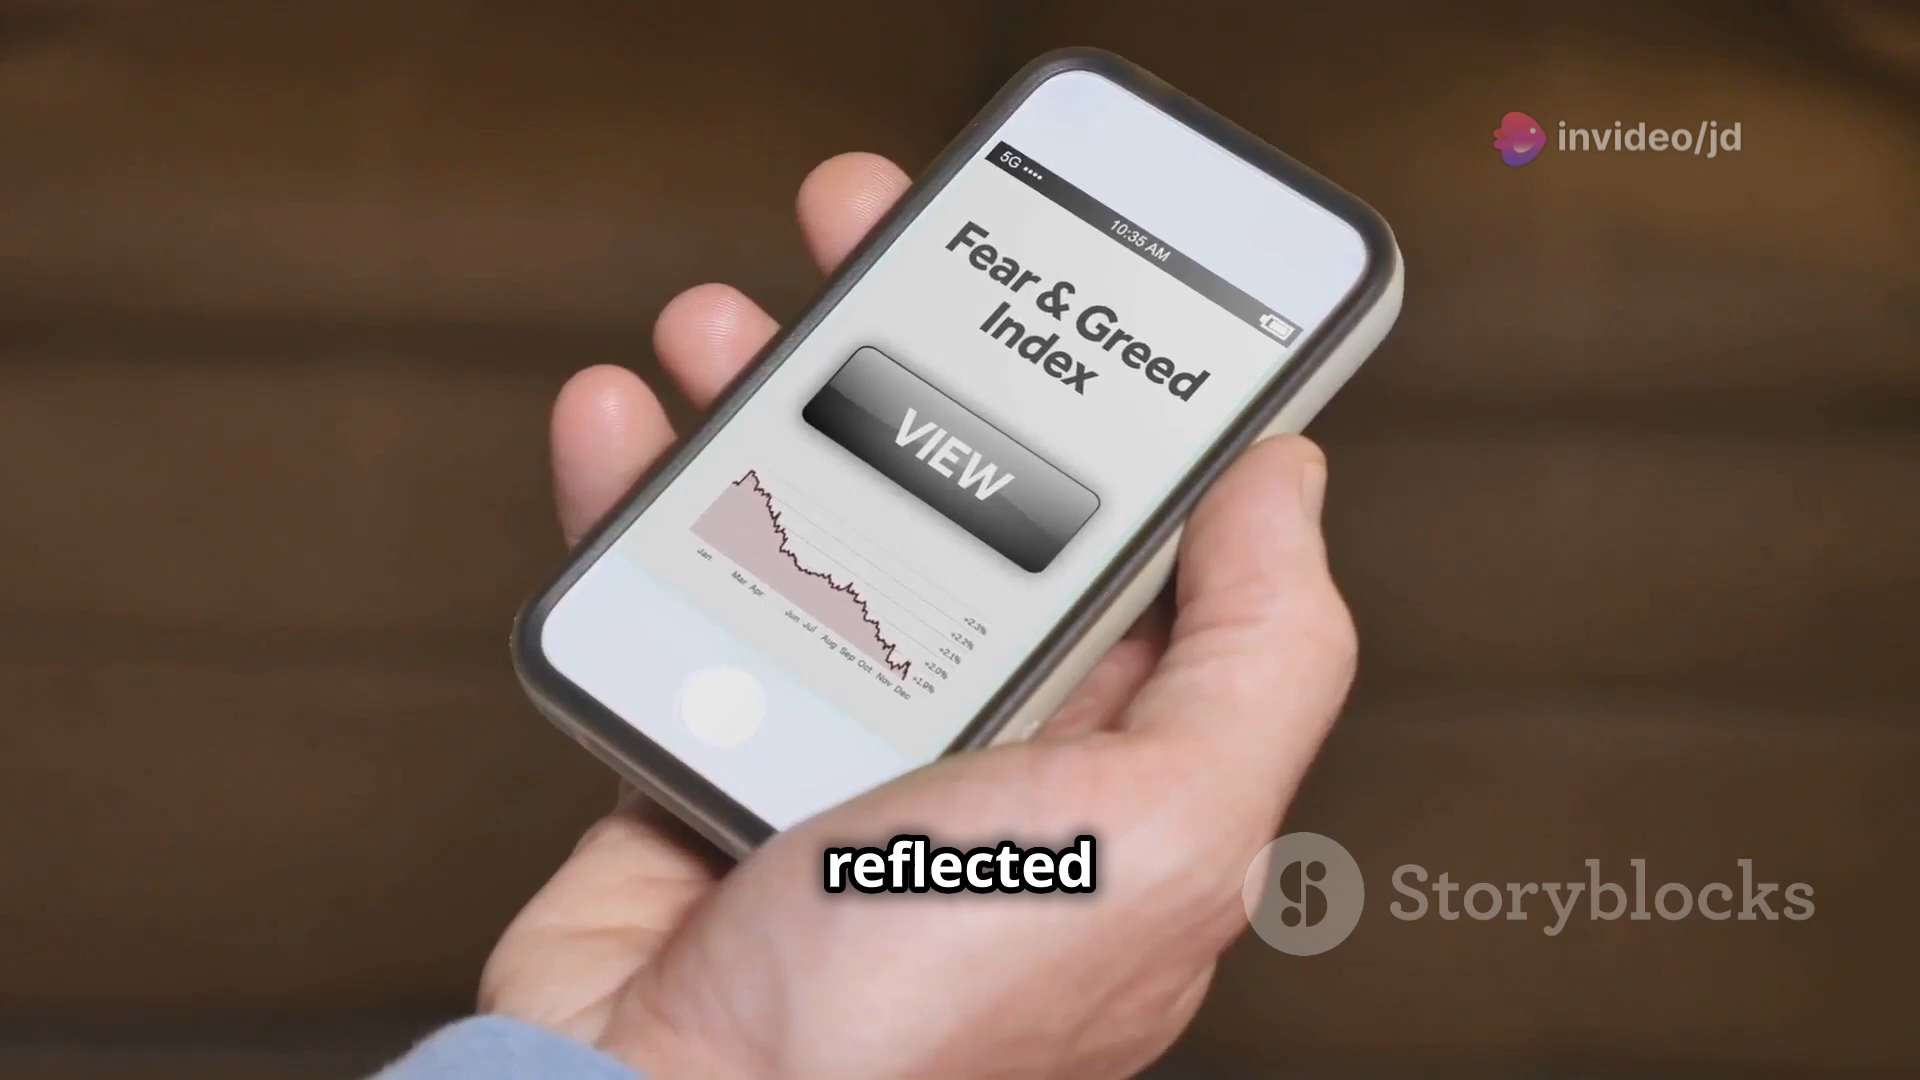 invideo/jd
5G
10:35 AM
Fear & Greed
Index
VIEW
+2.3%
+2.2%
+2.1%
+2.0%
+1.9%
Jan
Mar Apr
Jun Jul Aug Sep Oct Nov Dec
reflected
Storyblocks